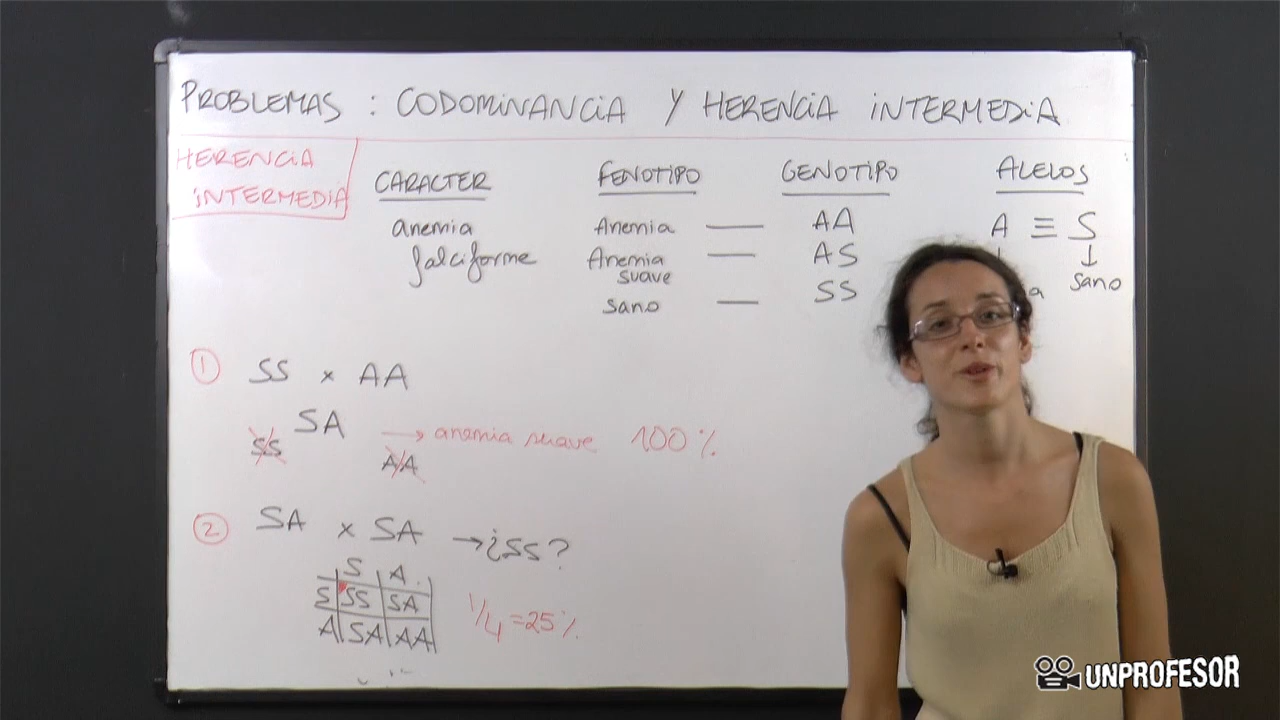 PROBLEMAS : CODOMINANCIA Y HERENCIA INTERMEDIA
HERENCIA
INTERMEDIA
CARACTER
anemia
falciforme
FENOTIPO
GENOTIPO
Anemia — AA
Anemia suave — AS
sano — SS
ALELOS
A ≡ S
↓ ↓
sano
① SS x AA
SA
SS → anemia suave 100%
AA
② SA x SA → ¿SS?
S A
S SS SA
A SA AA
1/4 = 25%
UNPROFESOR